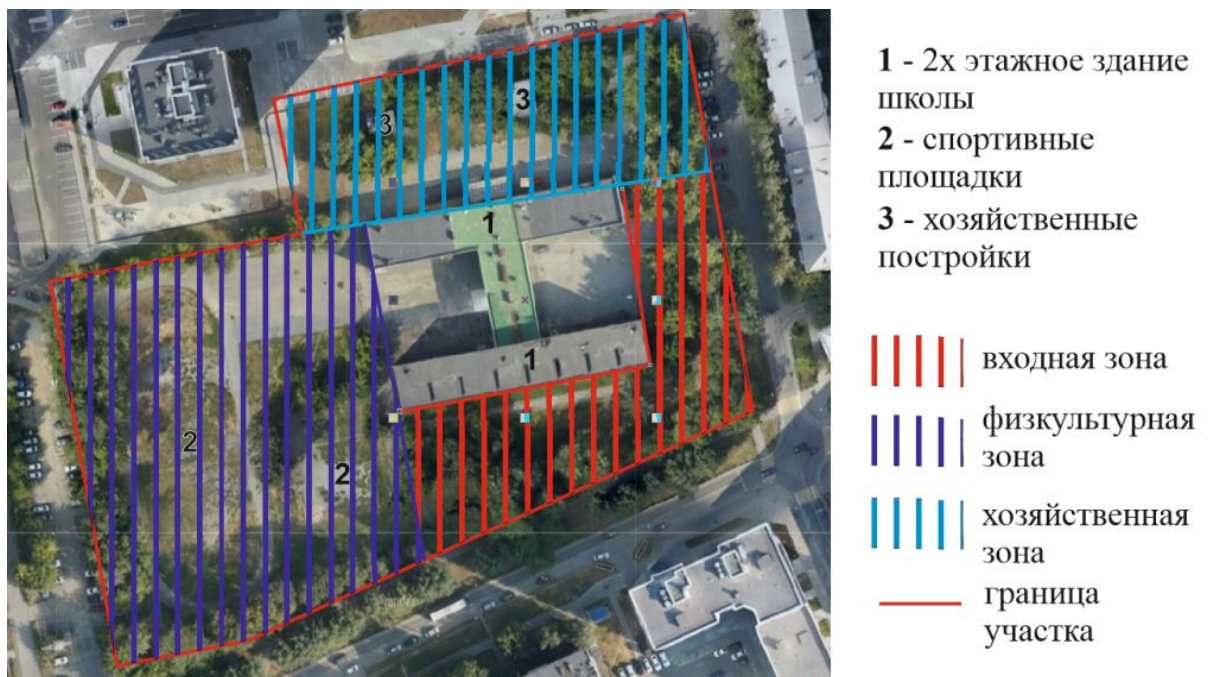 3
3
1
1
2
2
1 - 2х этажное здание
школы
2 - спортивные
площадки
3 - хозяйственные
постройки
входная зона
физкультурная
зона
хозяйственная
зона
граница
участка